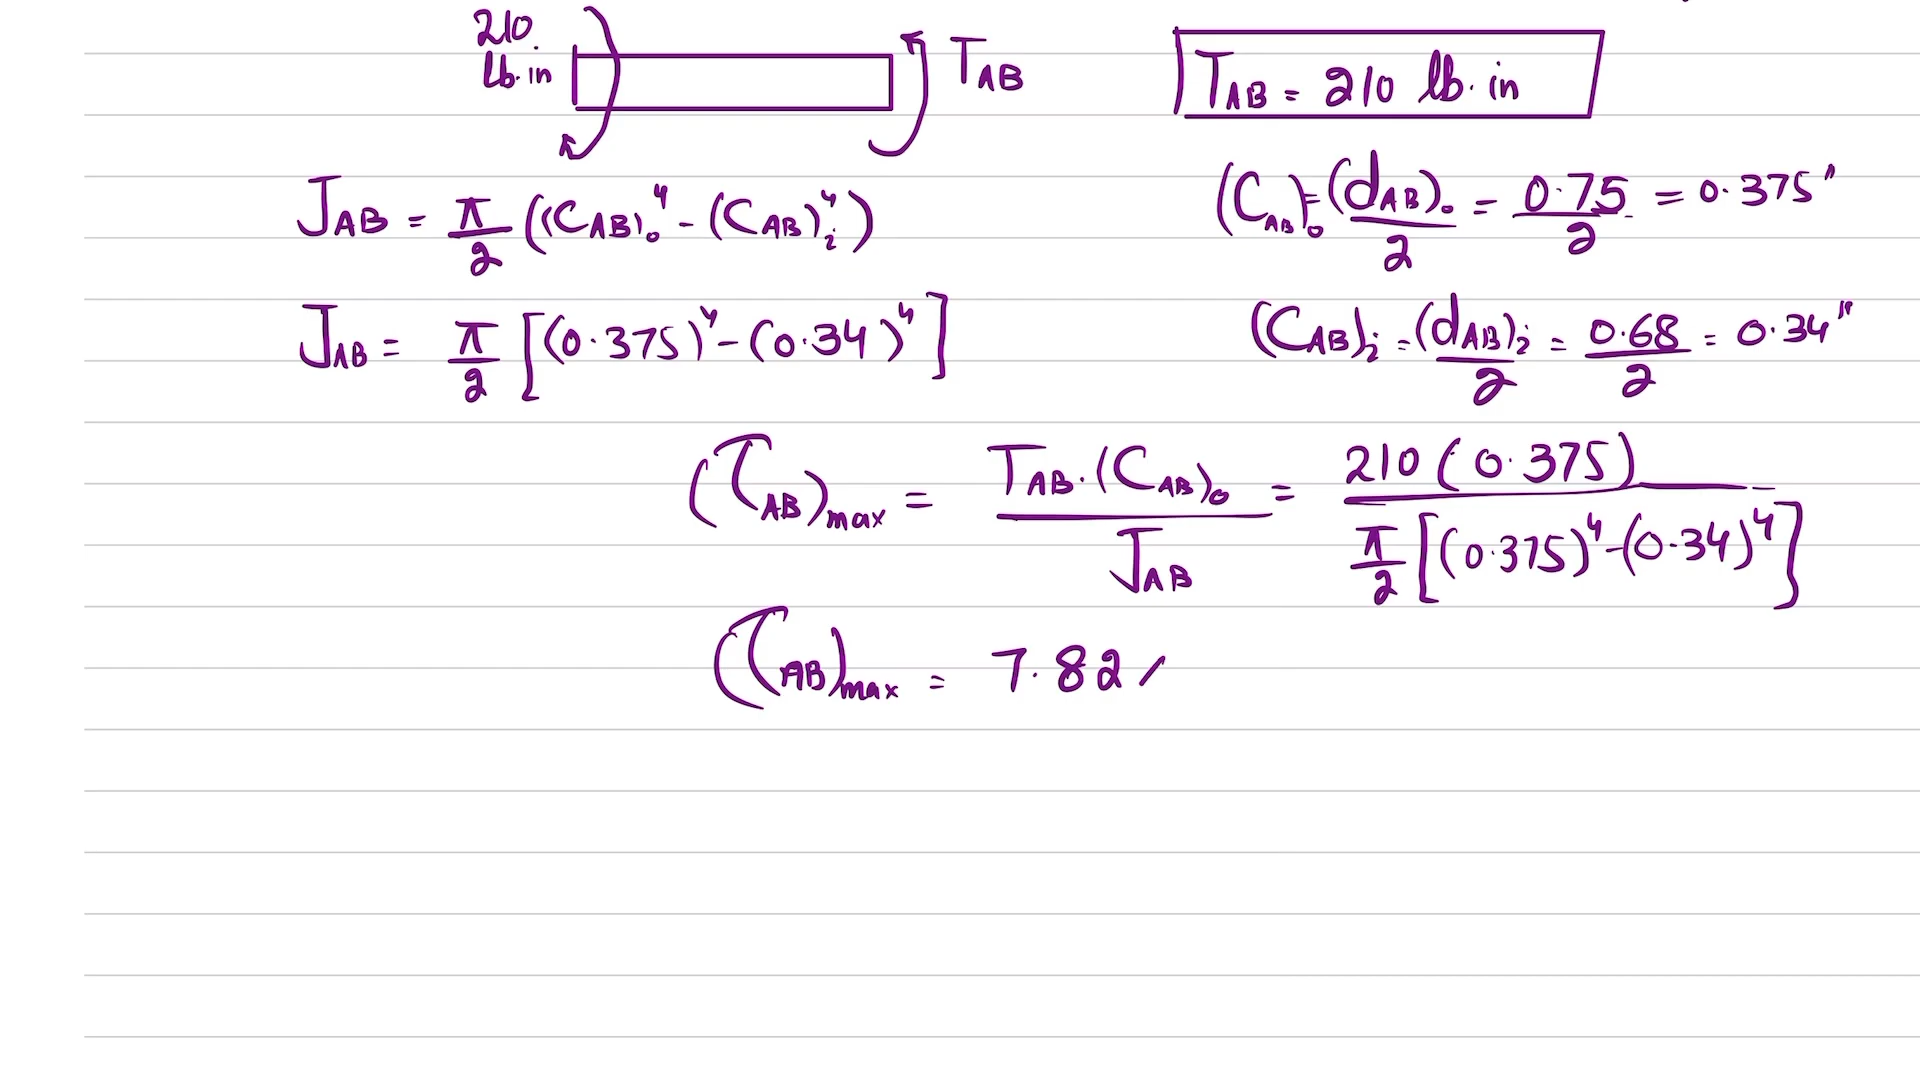 210
lb.in T_AB T_AB = 210 lb.in
J_AB = π/2 ((C_AB)_o^4 - (C_AB)_i^4) (C_AB)_o = (d_AB)_o/2 = 0.75/2 = 0.375"
J_AB = π/2 [(0.375)^4 - (0.34)^4] (C_AB)_i = (d_AB)_i/2 = 0.68/2 = 0.34"
(τ_AB)_max = T_AB.(C_AB)_o / J_AB = 210(0.375) / π/2 [(0.375)^4 - (0.34)^4]
(τ_AB)_max = 7.82